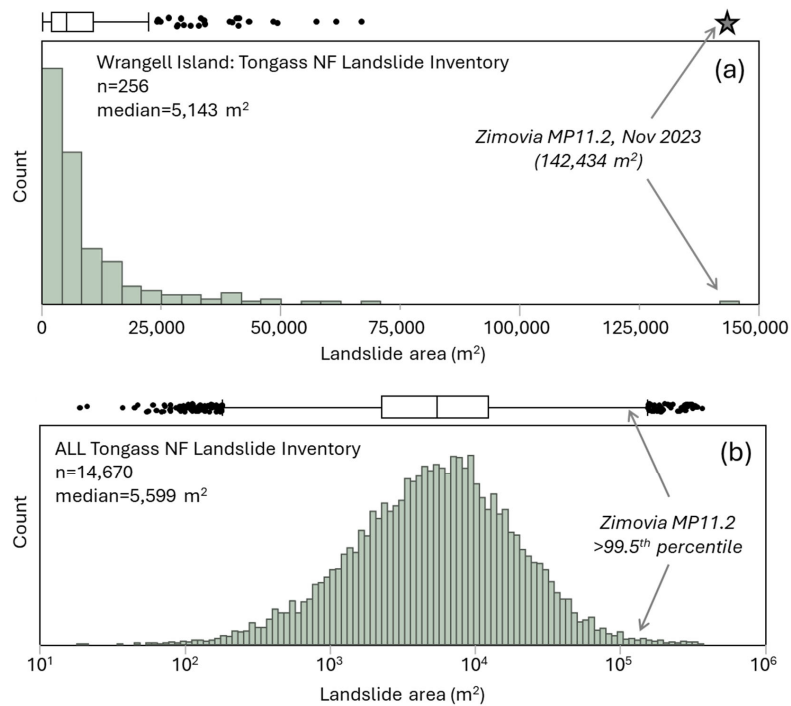 Wrangell Island: Tongass NF Landslide Inventory
n=256
median=5,143 m²
(a)
Zimovia MP11.2, Nov 2023
(142,434 m²)
Count
0 25,000 50,000 75,000 100,000 125,000 150,000
Landslide area (m²)
ALL Tongass NF Landslide Inventory
n=14,670
median=5,599 m²
(b)
Zimovia MP11.2
>99.5th percentile
Count
10¹ 10² 10³ 10⁴ 10⁵ 10⁶
Landslide area (m²)